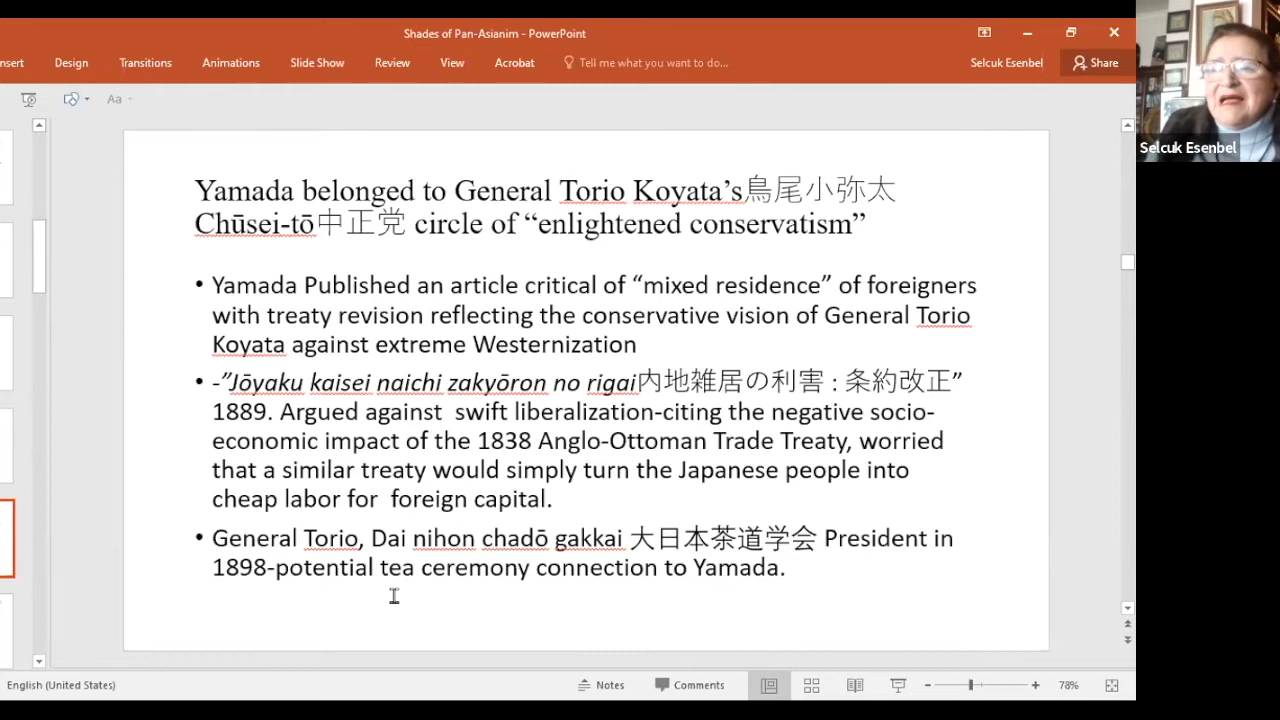 Shades of Pan-Asianim - PowerPoint
nsert Design Transitions Animations Slide Show Review View Acrobat Tell me what you want to do... Selcuk Esenbel Share
Aa
Selcuk Esenbel
Yamada belonged to General Torio Koyata’s鳥尾小弥太
Chūsei-tō中正党 circle of “enlightened conservatism”
• Yamada Published an article critical of “mixed residence” of foreigners
with treaty revision reflecting the conservative vision of General Torio
Koyata against extreme Westernization
• -”Jōyaku kaisei naichi zakyōron no rigai内地雑居の利害 : 条約改正”
1889. Argued against swift liberalization-citing the negative socio-
economic impact of the 1838 Anglo-Ottoman Trade Treaty, worried
that a similar treaty would simply turn the Japanese people into
cheap labor for foreign capital.
• General Torio, Dai nihon chadō gakkai 大日本茶道学会 President in
1898-potential tea ceremony connection to Yamada.
English (United States) Notes Comments 78%